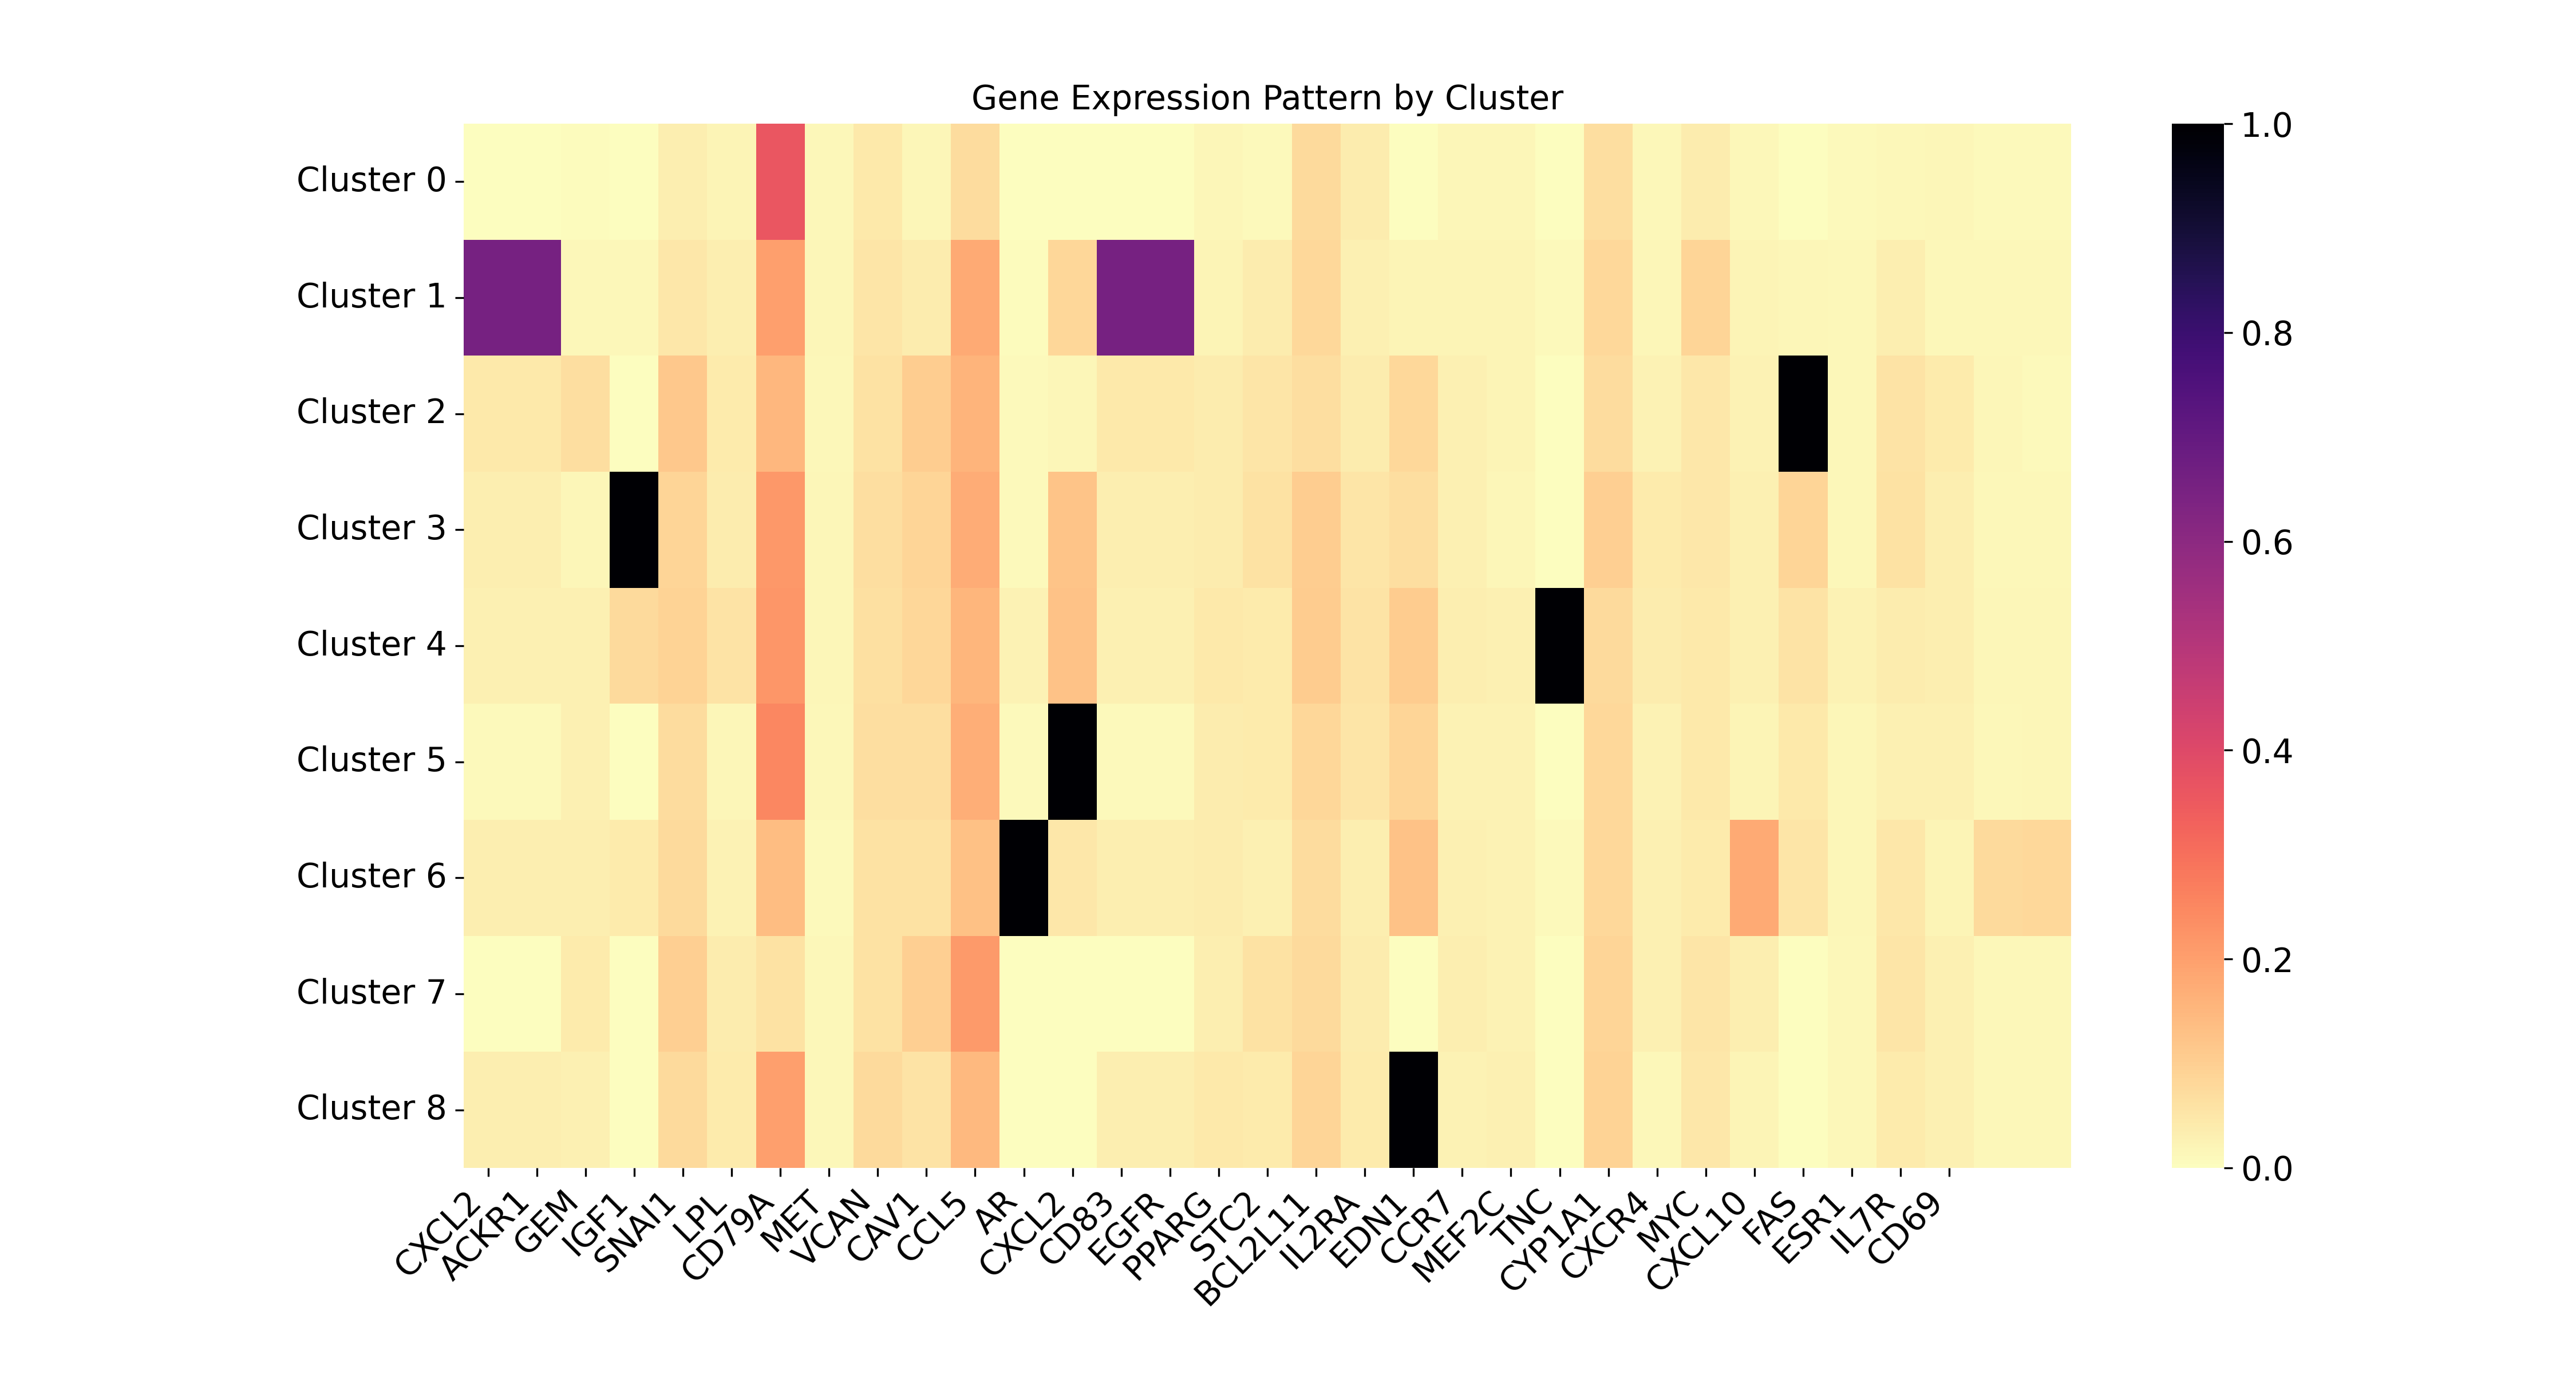 Gene Expression Pattern by Cluster
Cluster 0
Cluster 1
Cluster 2
Cluster 3
Cluster 4
Cluster 5
Cluster 6
Cluster 7
Cluster 8
CXCL2
ACKR1
GEM
IGF1
SNAI1
LPL
CD79A
MET
VCAN
CAV1
CCL5
AR
CXCL2
CD83
EGFR
PPARG
STC2
BCL2L11
IL2RA
EDN1
CCR7
MEF2C
TNC
CYP1A1
CXCR4
MYC
CXCL10
FAS
ESR1
IL7R
CD69
1.0
0.8
0.6
0.4
0.2
0.0